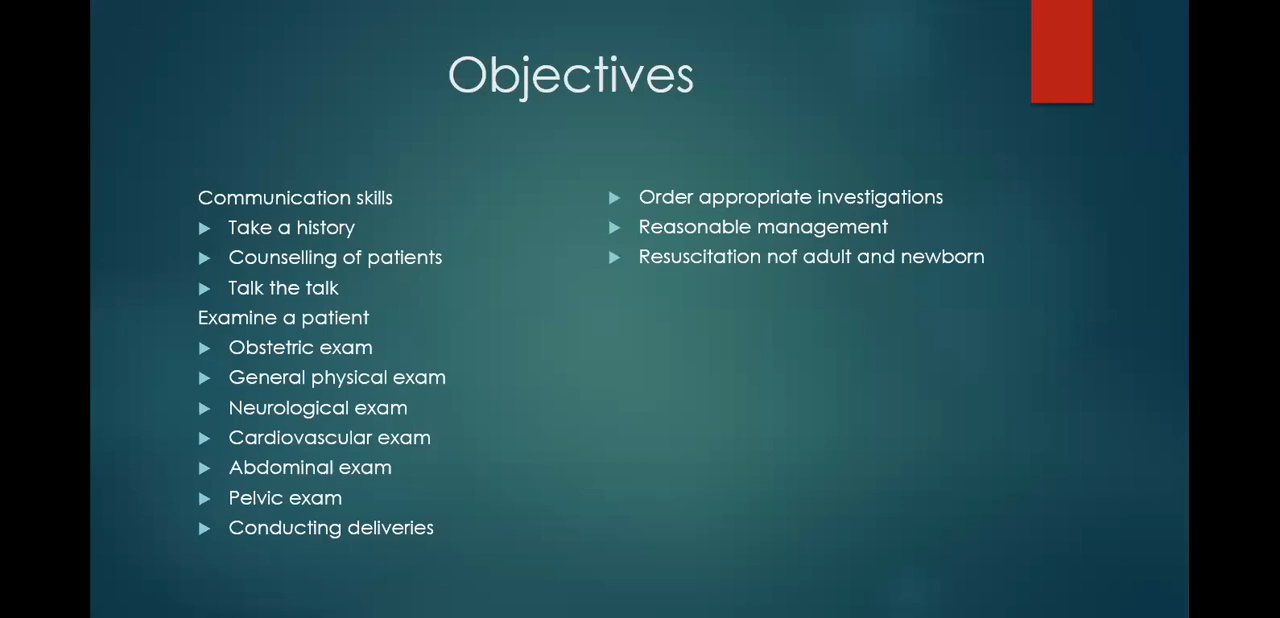 Objectives
Communication skills
Take a history
Counselling of patients
Talk the talk
Examine a patient
Obstetric exam
General physical exam
Neurological exam
Cardiovascular exam
Abdominal exam
Pelvic exam
Conducting deliveries
Order appropriate investigations
Reasonable management
Resuscitation nof adult and newborn